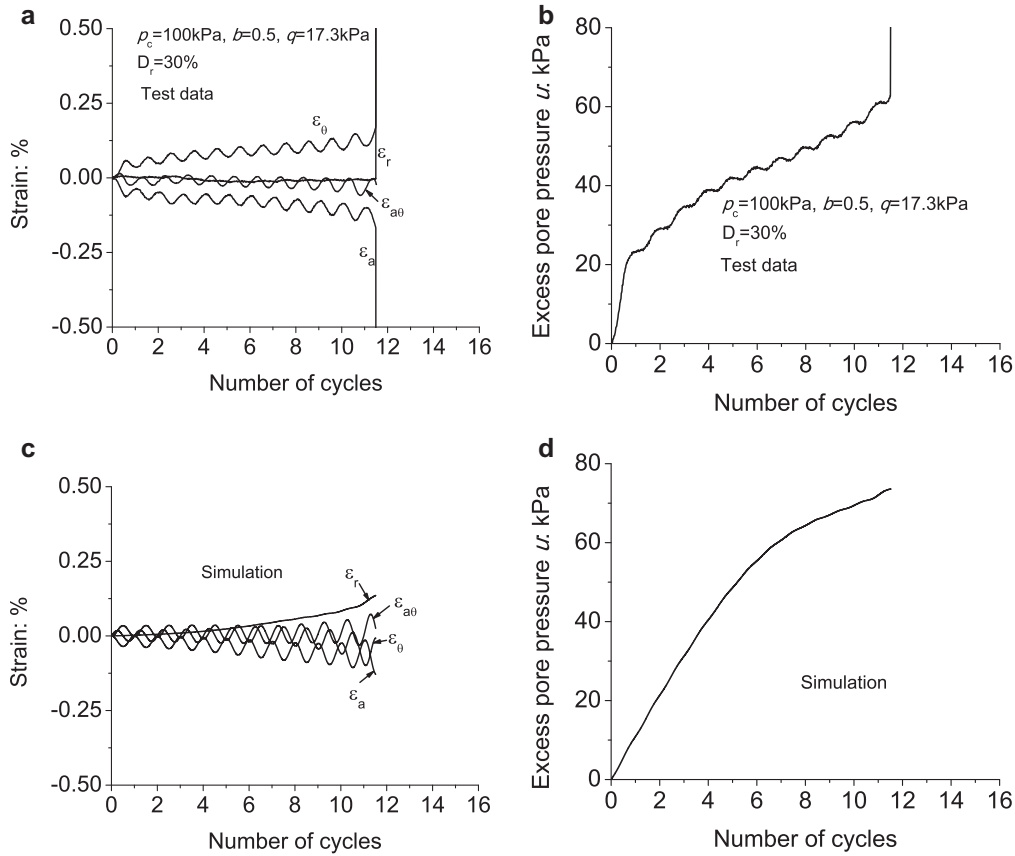 a
0.50
0.25
0.00
-0.25
-0.50
Strain: %
p_c=100kPa, b=0.5, q=17.3kPa
D_r=30%
Test data
ε_θ
ε_r
ε_aθ
ε_a
0 2 4 6 8 10 12 14 16
Number of cycles
b
80
60
40
20
0
Excess pore pressure u: kPa
p_c=100kPa, b=0.5, q=17.3kPa
D_r=30%
Test data
0 2 4 6 8 10 12 14 16
Number of cycles
c
0.50
0.25
0.00
-0.25
-0.50
Strain: %
Simulation
ε_r
ε_aθ
ε_θ
ε_a
0 2 4 6 8 10 12 14 16
Number of cycles
d
80
60
40
20
0
Excess pore pressure u: kPa
Simulation
0 2 4 6 8 10 12 14 16
Number of cycles